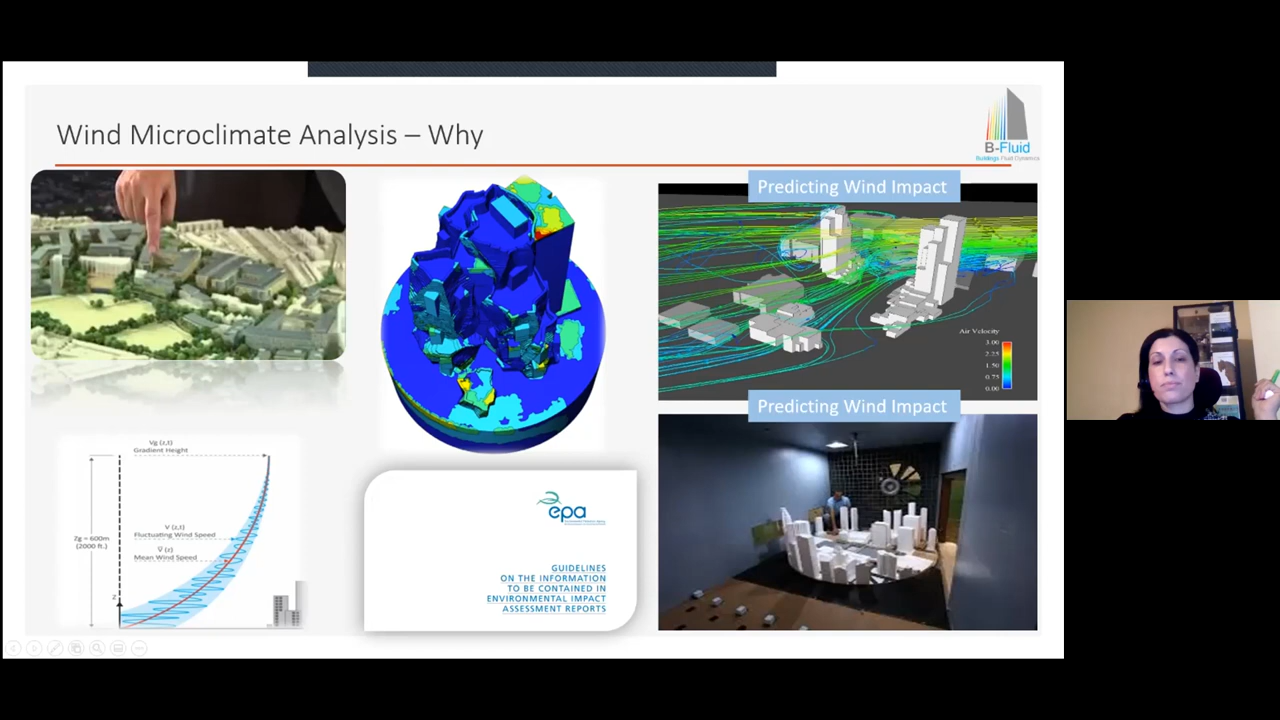 Wind Microclimate Analysis – Why
B-Fluid
Buildings Fluid Dynamics
Predicting Wind Impact
Air Velocity
3.00
2.25
1.50
0.75
0.00
Predicting Wind Impact
Vg (z,t)
Gradient Height
Zg = 600m
(2000 ft.)
V (z,t)
Fluctuating Wind Speed
V̄ (z)
Mean Wind Speed
Z
epa
GUIDELINES
ON THE INFORMATION
TO BE CONTAINED IN
ENVIRONMENTAL IMPACT
ASSESSMENT REPORTS